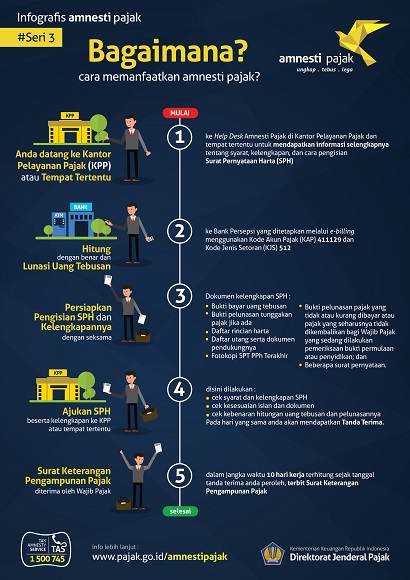 Infografis amnesti pajak
#Seri 3
Bagaimana?
cara memanfaatkan amnesti pajak?
amnesti pajak
ungkap . tebus . lega
MULAI
KPP
Anda datang ke Kantor
Pelayanan Pajak (KPP)
atau Tempat Tertentu
1
ke Help Desk Amnesti Pajak di Kantor Pelayanan Pajak dan
tempat tertentu untuk mendapatkan informasi selengkapnya
tentang syarat, kelengkapan, dan cara pengisian
Surat Pernyataan Harta (SPH)
ATM
BANK
Hitung
dengan benar dan
Lunasi Uang Tebusan
2
ke Bank Persepsi yang ditetapkan melalui e-billing
menggunakan Kode Akun Pajak (KAP) 411129 dan
Kode Jenis Setoran (KJS) 512
Persiapkan
Pengisian SPH dan
Kelengkapannya
dengan seksama
3
Dokumen kelengkapan SPH :
• Bukti bayar uang tebusan
• Bukti pelunasan tunggakan
pajak jika ada
• Daftar rincian harta
• Daftar utang serta dokumen
pendukungnya
• Fotokopi SPT PPh Terakhir
• Bukti pelunasan pajak yang
tidak atau kurang dibayar atau
pajak yang seharusnya tidak
dikembalikan bagi Wajib Pajak
yang sedang dilakukan
pemeriksaan bukti permulaan
atau penyidikan; dan
• Beberapa surat pernyataan.
KPP
Ajukan SPH
beserta kelengkapan ke KPP
atau tempat tertentu
4
disini dilakukan :
• cek syarat dan kelengkapan SPH
• cek kesesuaian isian dan dokumen
• cek kebenaran hitungan uang tebusan dan pelunasannya
Pada hari yang sama anda akan mendapatkan Tanda Terima.
Surat Keterangan
Pengampunan Pajak
diterima oleh Wajib Pajak
5
dalam jangka waktu 10 hari kerja terhitung sejak tanggal
tanda terima anda peroleh, terbit Surat Keterangan
Pengampunan Pajak
selesai
TAX
AMNESTY
SERVICE
TAS
1 500 745
Info lebih lanjut :
www.pajak.go.id/amnestipajak
Kementerian Keuangan Republik Indonesia
Direktorat Jenderal Pajak